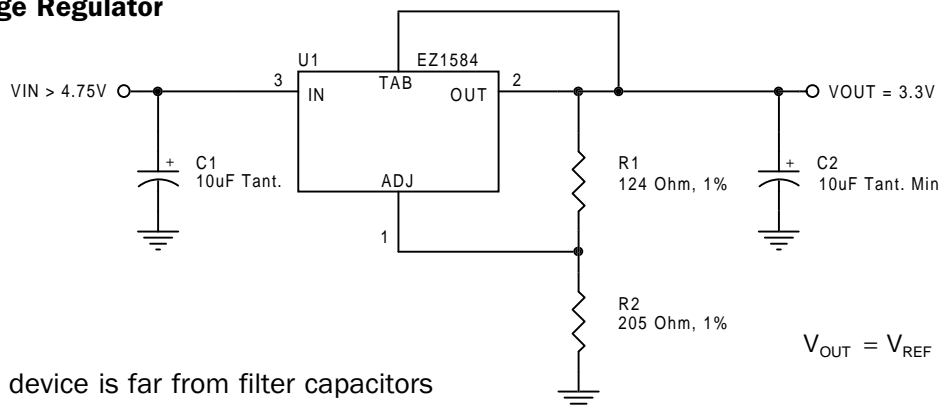 ge Regulator
U1
EZ1584
VIN > 4.75V
3
IN
TAB
OUT
2
VOUT = 3.3V
+
C1
10uF Tant.
ADJ
1
R1
124 Ohm, 1%
+
C2
10uF Tant. Min
R2
205 Ohm, 1%
V_OUT = V_REF
device is far from filter capacitors